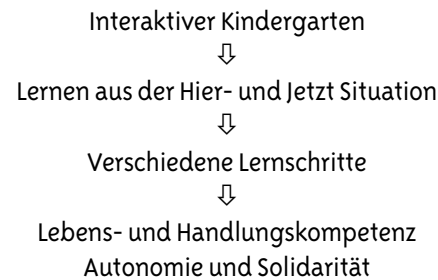 Interaktiver Kindergarten
⇩
Lernen aus der Hier- und Jetzt Situation
⇩
Verschiedene Lernschritte
⇩
Lebens- und Handlungskompetenz
Autonomie und Solidarität